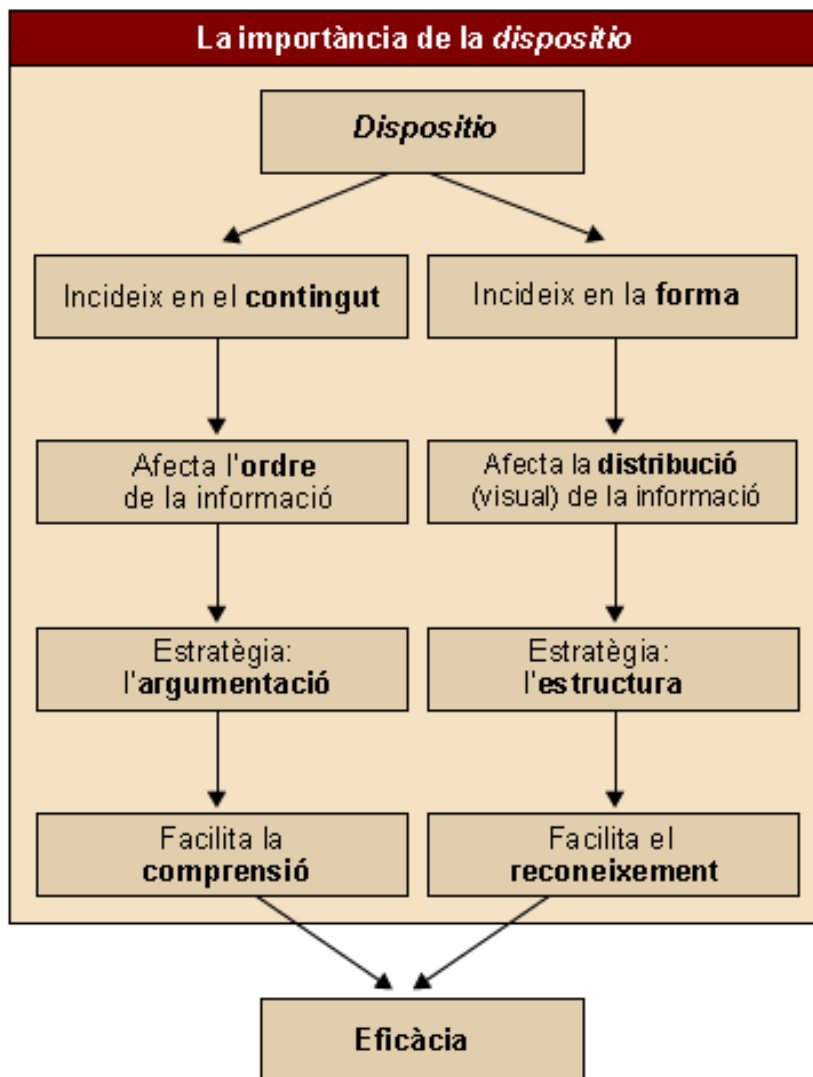 La importància de la dispositio
Dispositio
Incideix en el contingut
Incideix en la forma
Afecta l'ordre
de la informació
Afecta la distribució
(visual) de la informació
Estratègia:
l'argumentació
Estratègia:
l'estructura
Facilita la
comprensió
Facilita el
reconeixement
Eficàcia